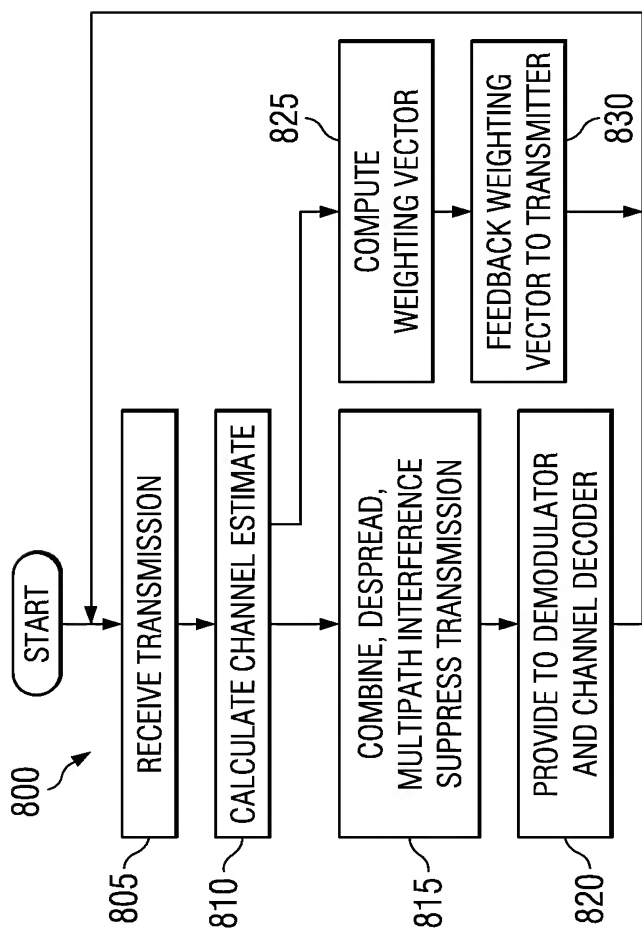 800
START
805
RECEIVE TRANSMISSION
810
CALCULATE CHANNEL ESTIMATE
815
COMBINE, DESPREAD,
MULTIPATH INTERFERENCE
SUPPRESS TRANSMISSION
820
PROVIDE TO DEMODULATOR
AND CHANNEL DECODER
825
COMPUTE
WEIGHTING VECTOR
830
FEEDBACK WEIGHTING
VECTOR TO TRANSMITTER